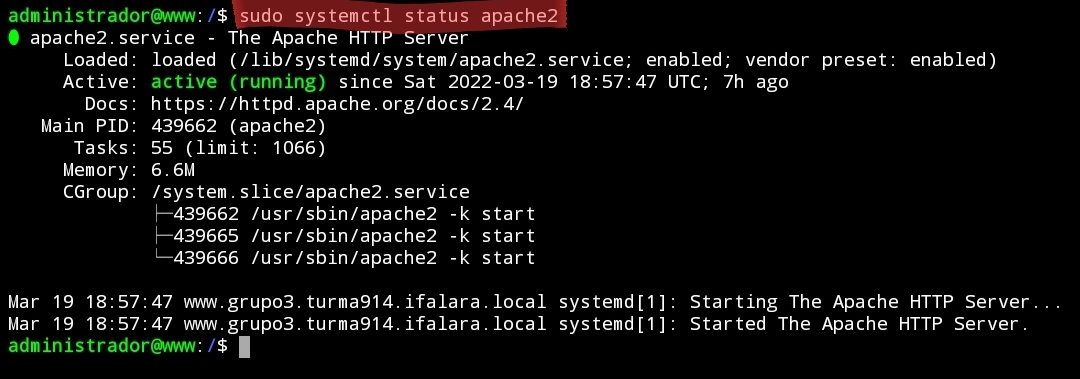 administrador@www:/$ sudo systemctl status apache2
● apache2.service - The Apache HTTP Server
     Loaded: loaded (/lib/systemd/system/apache2.service; enabled; vendor preset: enabled)
     Active: active (running) since Sat 2022-03-19 18:57:47 UTC; 7h ago
       Docs: https://httpd.apache.org/docs/2.4/
   Main PID: 439662 (apache2)
      Tasks: 55 (limit: 1066)
     Memory: 6.6M
     CGroup: /system.slice/apache2.service
             ├─439662 /usr/sbin/apache2 -k start
             ├─439665 /usr/sbin/apache2 -k start
             └─439666 /usr/sbin/apache2 -k start
Mar 19 18:57:47 www.grupo3.turma914.ifalara.local systemd[1]: Starting The Apache HTTP Server...
Mar 19 18:57:47 www.grupo3.turma914.ifalara.local systemd[1]: Started The Apache HTTP Server.
administrador@www:/$